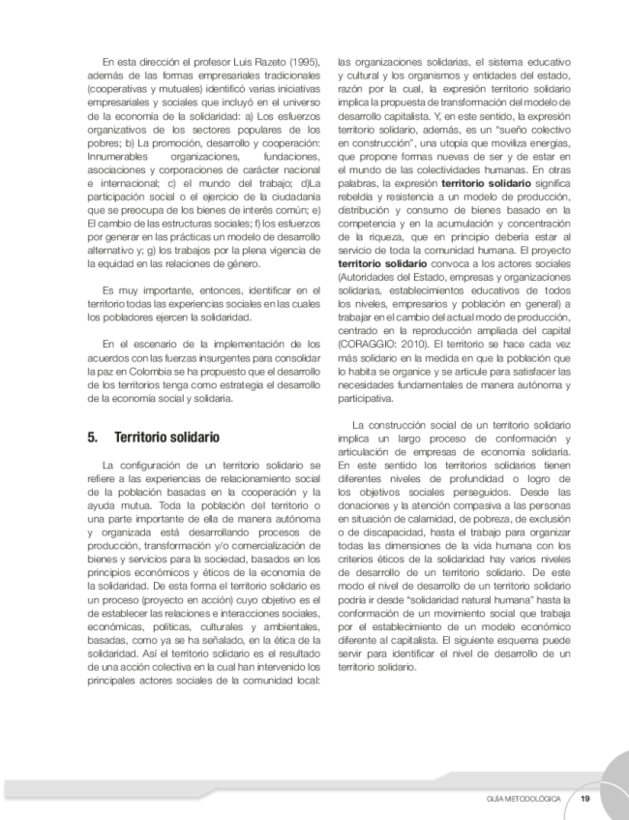 En esta dirección el profesor Luis Razeto (1995),
además de las formas empresariales tradicionales
(cooperativas y mutuales) identificó varias iniciativas
empresariales y sociales que incluyó en el universo
de la economía de la solidaridad: a) Los esfuerzos
organizativos de los sectores populares de los
pobres; b) La promoción, desarrollo y cooperación:
Innumerables organizaciones, fundaciones,
asociaciones y corporaciones de carácter nacional
e internacional; c) el mundo del trabajo; d)La
participación social o el ejercicio de la ciudadanía
que se preocupa de los bienes de interés común; e)
El cambio de las estructuras sociales; f) los esfuerzos
por generar en las prácticas un modelo de desarrollo
alternativo y; g) los trabajos por la plena vigencia de
la equidad en las relaciones de género.
Es muy importante, entonces, identificar en el
territorio todas las experiencias sociales en las cuales
los pobladores ejercen la solidaridad.
En el escenario de la implementación de los
acuerdos con las fuerzas insurgentes para consolidar
la paz en Colombia se ha propuesto que el desarrollo
de los territorios tenga como estrategia el desarrollo
de la economía social y solidaria.
5. Territorio solidario
La configuración de un territorio solidario se
refiere a las experiencias de relacionamiento social
de la población basadas en la cooperación y la
ayuda mutua. Toda la población del territorio o
una parte importante de ella de manera autónoma
y organizada está desarrollando procesos de
producción, transformación y/o comercialización de
bienes y servicios para la sociedad, basados en los
principios económicos y éticos de la economía de
la solidaridad. De esta forma el territorio solidario es
un proceso (proyecto en acción) cuyo objetivo es el
de establecer las relaciones e interacciones sociales,
económicas, políticas, culturales y ambientales,
basadas, como ya se ha señalado, en la ética de la
solidaridad. Así el territorio solidario es el resultado
de una acción colectiva en la cual han intervenido los
principales actores sociales de la comunidad local:
las organizaciones solidarias, el sistema educativo
y cultural y los organismos y entidades del estado,
razón por la cual, la expresión territorio solidario
implica la propuesta de transformación del modelo de
desarrollo capitalista. Y, en este sentido, la expresión
territorio solidario, además, es un “sueño colectivo
en construcción”, una utopía que moviliza energías,
que propone formas nuevas de ser y de estar en
el mundo de las colectividades humanas. En otras
palabras, la expresión territorio solidario significa
rebeldía y resistencia a un modelo de producción,
distribución y consumo de bienes basado en la
competencia y en la acumulación y concentración
de la riqueza, que en principio debería estar al
servicio de toda la comunidad humana. El proyecto
territorio solidario convoca a los actores sociales
(Autoridades del Estado, empresas y organizaciones
solidarias, establecimientos educativos de todos
los niveles, empresarios y población en general) a
trabajar en el cambio del actual modo de producción,
centrado en la reproducción ampliada del capital
(CORAGGIO: 2010). El territorio se hace cada vez
más solidario en la medida en que la población que
lo habita se organice y se articule para satisfacer las
necesidades fundamentales de manera autónoma y
participativa.
La construcción social de un territorio solidario
implica un largo proceso de conformación y
articulación de empresas de economía solidaria.
En este sentido los territorios solidarios tienen
diferentes niveles de profundidad o logro de
los objetivos sociales perseguidos. Desde las
donaciones y la atención compasiva a las personas
en situación de calamidad, de pobreza, de exclusión
o de discapacidad, hasta el trabajo para organizar
todas las dimensiones de la vida humana con los
criterios éticos de la solidaridad hay varios niveles
de desarrollo de un territorio solidario. De este
modo el nivel de desarrollo de un territorio solidario
podría ir desde “solidaridad natural humana” hasta la
conformación de un movimiento social que trabaja
por el establecimiento de un modelo económico
diferente al capitalista. El siguiente esquema puede
servir para identificar el nivel de desarrollo de un
territorio solidario.
GUÍA METODOLÓGICA 19